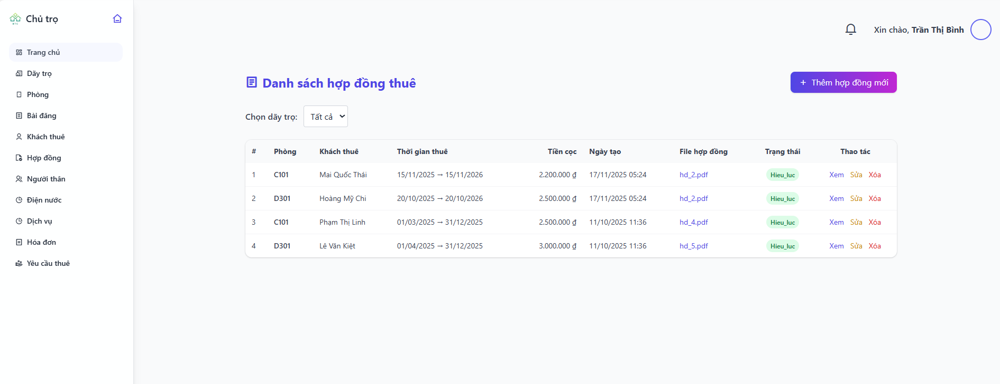 Chủ trọ
BTC
Trang chủ
Dãy trọ
Phòng
Bài đăng
Khách thuê
Hợp đồng
Người thân
Điện nước
Dịch vụ
Hóa đơn
Yêu cầu thuê
Xin chào, Trần Thị Bình
Danh sách hợp đồng thuê
+ Thêm hợp đồng mới
Chọn dãy trọ: Tất cả
# Phòng Khách thuê Thời gian thuê Tiền cọc Ngày tạo File hợp đồng Trạng thái Thao tác
1 C101 Mai Quốc Thái 15/11/2025 → 15/11/2026 2.200.000 ₫ 17/11/2025 05:24 hd_2.pdf Hieu_luc Xem Sửa Xóa
2 D301 Hoàng Mỹ Chi 20/10/2025 → 20/10/2026 2.500.000 ₫ 17/11/2025 05:24 hd_2.pdf Hieu_luc Xem Sửa Xóa
3 C101 Phạm Thị Linh 01/03/2025 → 31/12/2025 2.500.000 ₫ 11/10/2025 11:36 hd_4.pdf Hieu_luc Xem Sửa Xóa
4 D301 Lê Văn Kiệt 01/04/2025 → 31/12/2025 3.000.000 ₫ 11/10/2025 11:36 hd_5.pdf Hieu_luc Xem Sửa Xóa